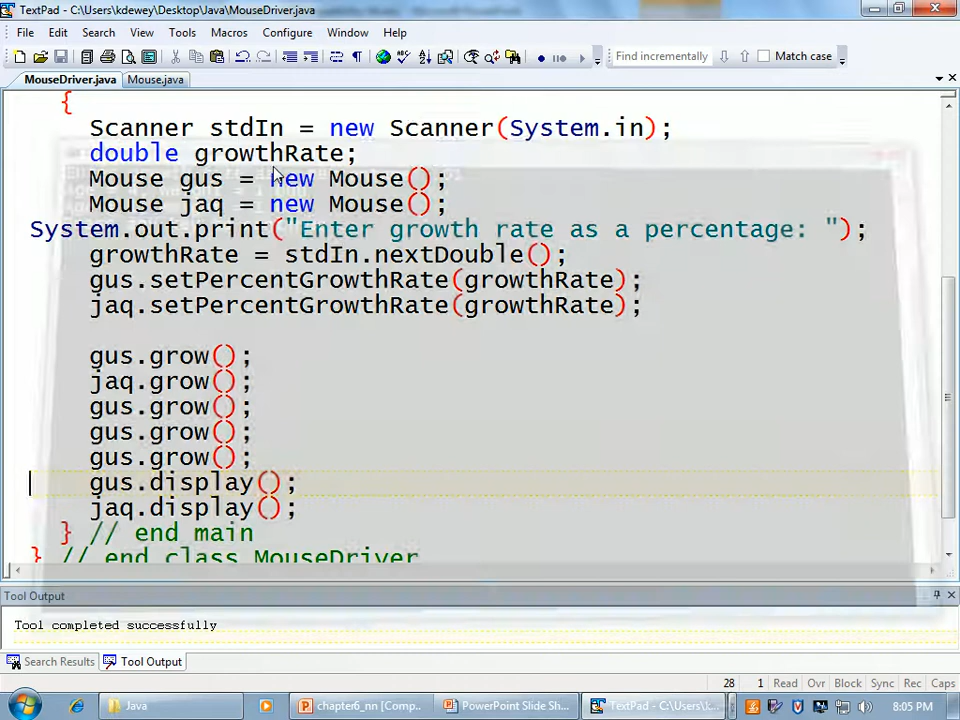 TextPad - C:\Users\kdewey\Desktop\Java\MouseDriver.java
File Edit Search View Tools Macros Configure Window Help
Find incrementally Match case
MouseDriver.java Mouse.java
{
Scanner stdIn = new Scanner(System.in);
double growthRate;
Mouse gus = new Mouse();
Mouse jaq = new Mouse();
System.out.print("Enter growth rate as a percentage: ");
growthRate = stdIn.nextDouble();
gus.setPercentGrowthRate(growthRate);
jaq.setPercentGrowthRate(growthRate);
gus.grow();
jaq.grow();
gus.grow();
gus.grow();
gus.grow();
gus.display();
jaq.display();
} // end main
} // end class MouseDriver
Tool Output
Tool completed successfully
Search Results Tool Output
28 1 Read Ovr Block Sync Rec Caps
Java chapter6_nn [Comp... PowerPoint Slide Sh... TextPad - C:\Users\k... 8:05 PM